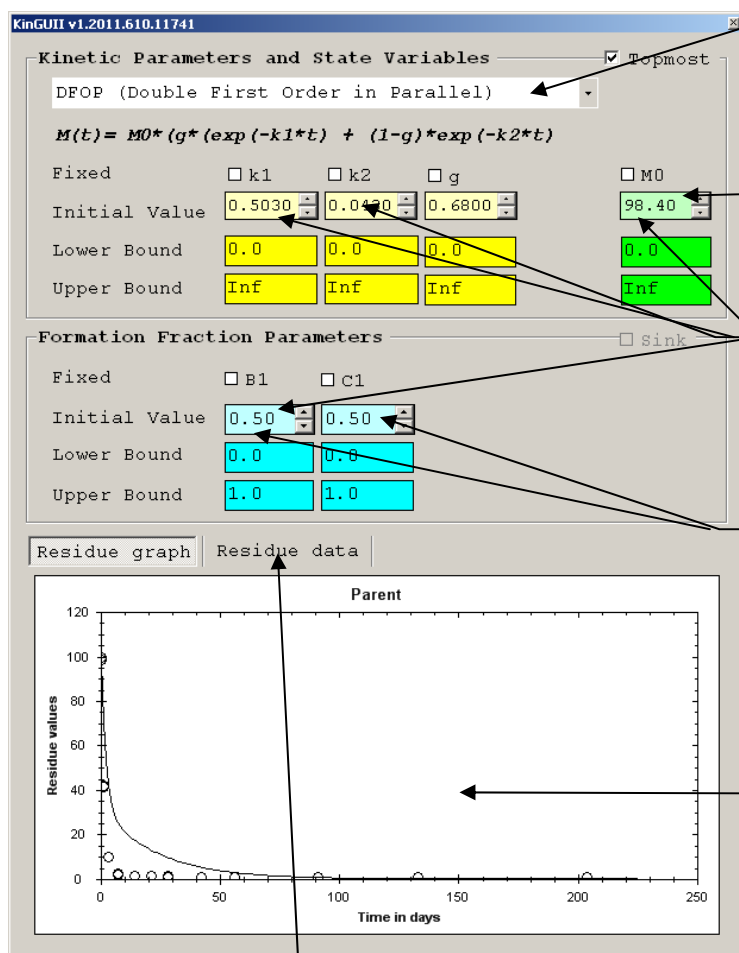 KinGUII v1.2011.610.11741
Kinetic Parameters and State Variables Topmost
DFOP (Double First Order in Parallel)
M(t)= M0*(g*(exp(-k1*t) + (1-g)*exp(-k2*t)
Fixed k1 k2 g M0
Initial Value 0.5030 0.0430 0.6800 98.40
Lower Bound 0.0 0.0 0.0 0.0
Upper Bound Inf Inf Inf Inf
Formation Fraction Parameters Sink
Fixed B1 C1
Initial Value 0.50 0.50
Lower Bound 0.0 0.0
Upper Bound 1.0 1.0
Residue graph Residue data
Parent
120
100
80
60
40
20
0
Residue values
0 50 100 150 200 250
Time in days